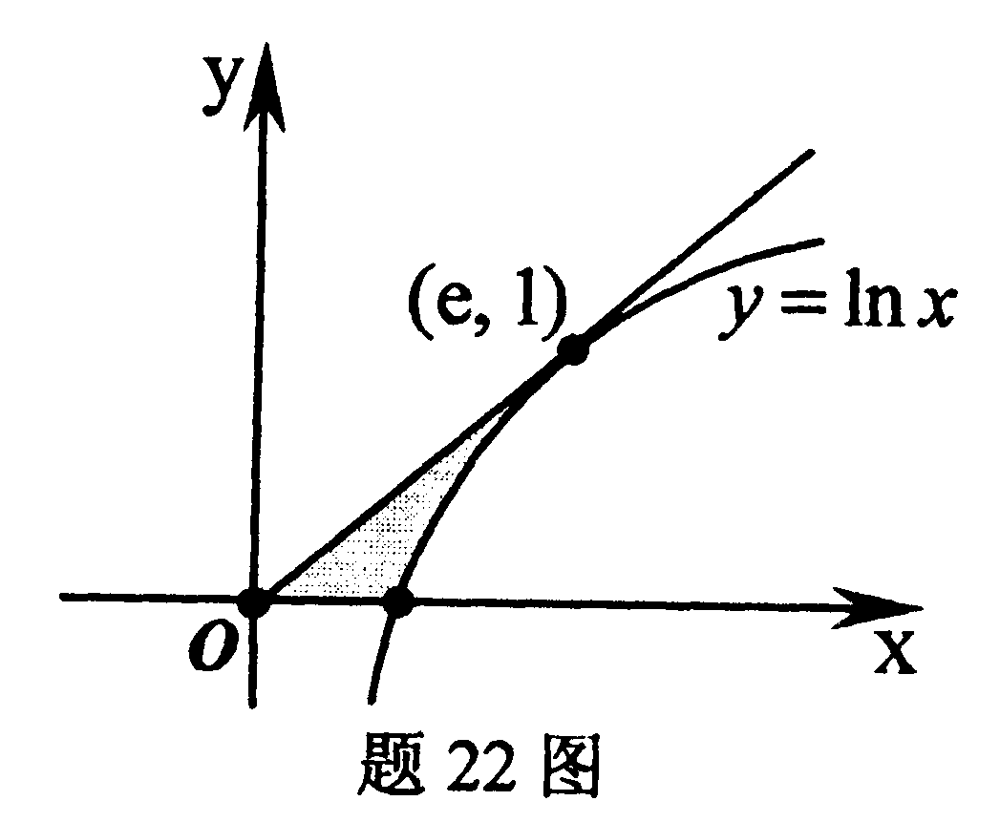 y
(e, 1)
y = ln x
O
x
题 22 图